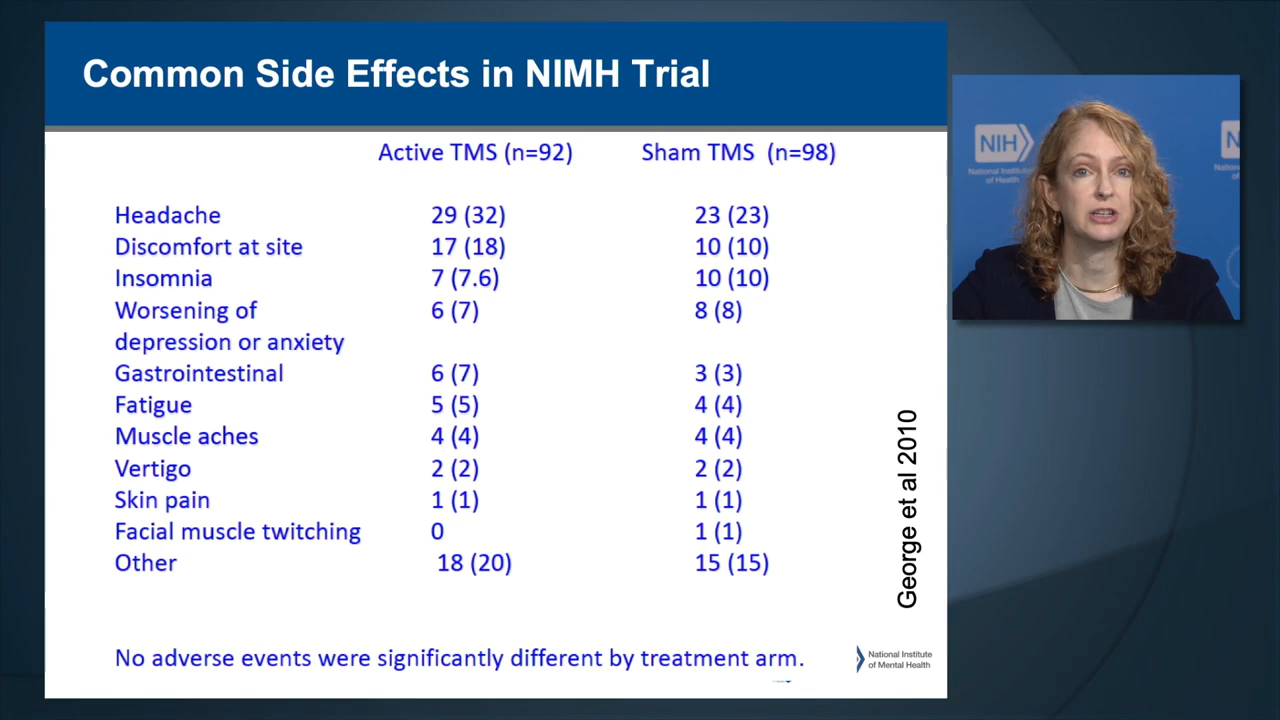 Common Side Effects in NIMH Trial
Active TMS (n=92) Sham TMS (n=98)
Headache 29 (32) 23 (23)
Discomfort at site 17 (18) 10 (10)
Insomnia 7 (7.6) 10 (10)
Worsening of 6 (7) 8 (8)
depression or anxiety
Gastrointestinal 6 (7) 3 (3)
Fatigue 5 (5) 4 (4)
Muscle aches 4 (4) 4 (4)
Vertigo 2 (2) 2 (2)
Skin pain 1 (1) 1 (1)
Facial muscle twitching 0 1 (1)
Other 18 (20) 15 (15)
No adverse events were significantly different by treatment arm.
George et al 2010
National Institute
of Mental Health
NIH
National Institute
of Health